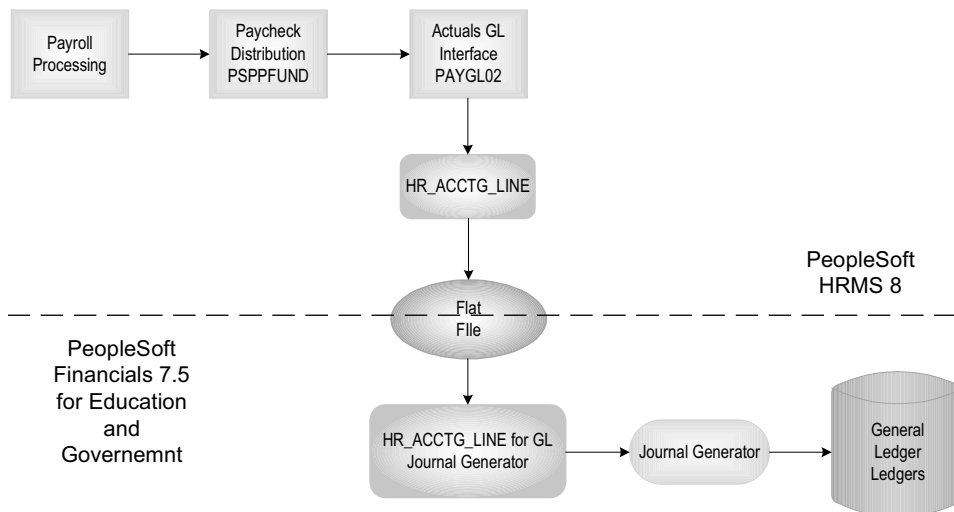 Payroll
Processing
Paycheck
Distribution
PSPPFUND
Actuals GL
Interface
PAYGL02
HR_ACCTG_LINE
PeopleSoft
HRMS 8
Flat
FIle
PeopleSoft
Financials 7.5
for Education
and
Governemnt
HR_ACCTG_LINE for GL
Journal Generator
Journal Generator
General
Ledger
Ledgers